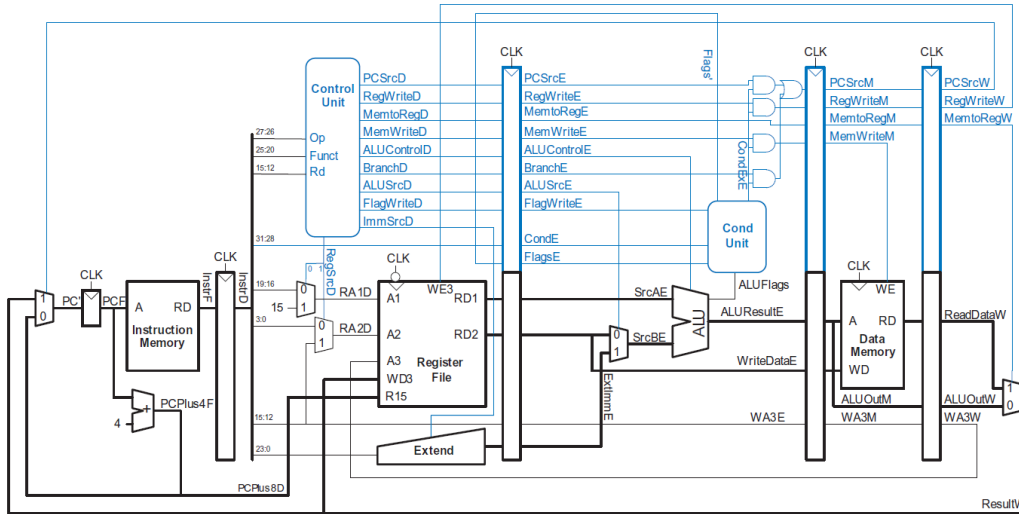 CLK
CLK
CLK
Control
Unit
PCSrcD
RegWriteD
MemtoRegD
MemWriteD
ALUControlD
BranchD
ALUSrcD
FlagWriteD
ImmSrcD
27:26
25:20
15:12
Op
Funct
Rd
PCSrcE
RegWriteE
MemtoRegE
MemWriteE
ALUControlE
BranchE
ALUSrcE
FlagWriteE
CondE
FlagsE
Flags'
CondExE
Cond
Unit
PCSrcM
RegWriteM
MemtoRegM
MemWriteM
PCSrcW
RegWriteW
MemtoRegW
31:28
CLK
CLK
CLK
CLK
RegSrcD
0 1
1
0
PC'
PCF
A
RD
Instruction
Memory
InstrF
InstrD
19:16
3:0
15
0
1
0
1
RA1D
RA2D
A1
A2
A3
WD3
R15
WE3
RD1
RD2
Register
File
0
1
SrcAE
SrcBE
ALU
ALUFlags
ALUResultE
WriteDataE
ExtImmE
WE
A
RD
Data
Memory
WD
ReadDataW
ALUOutM
ALUOutW
1
0
PCPlus4F
+
4
15:12
WA3E
WA3M
WA3W
23:0
Extend
PCPlus8D
ResultW